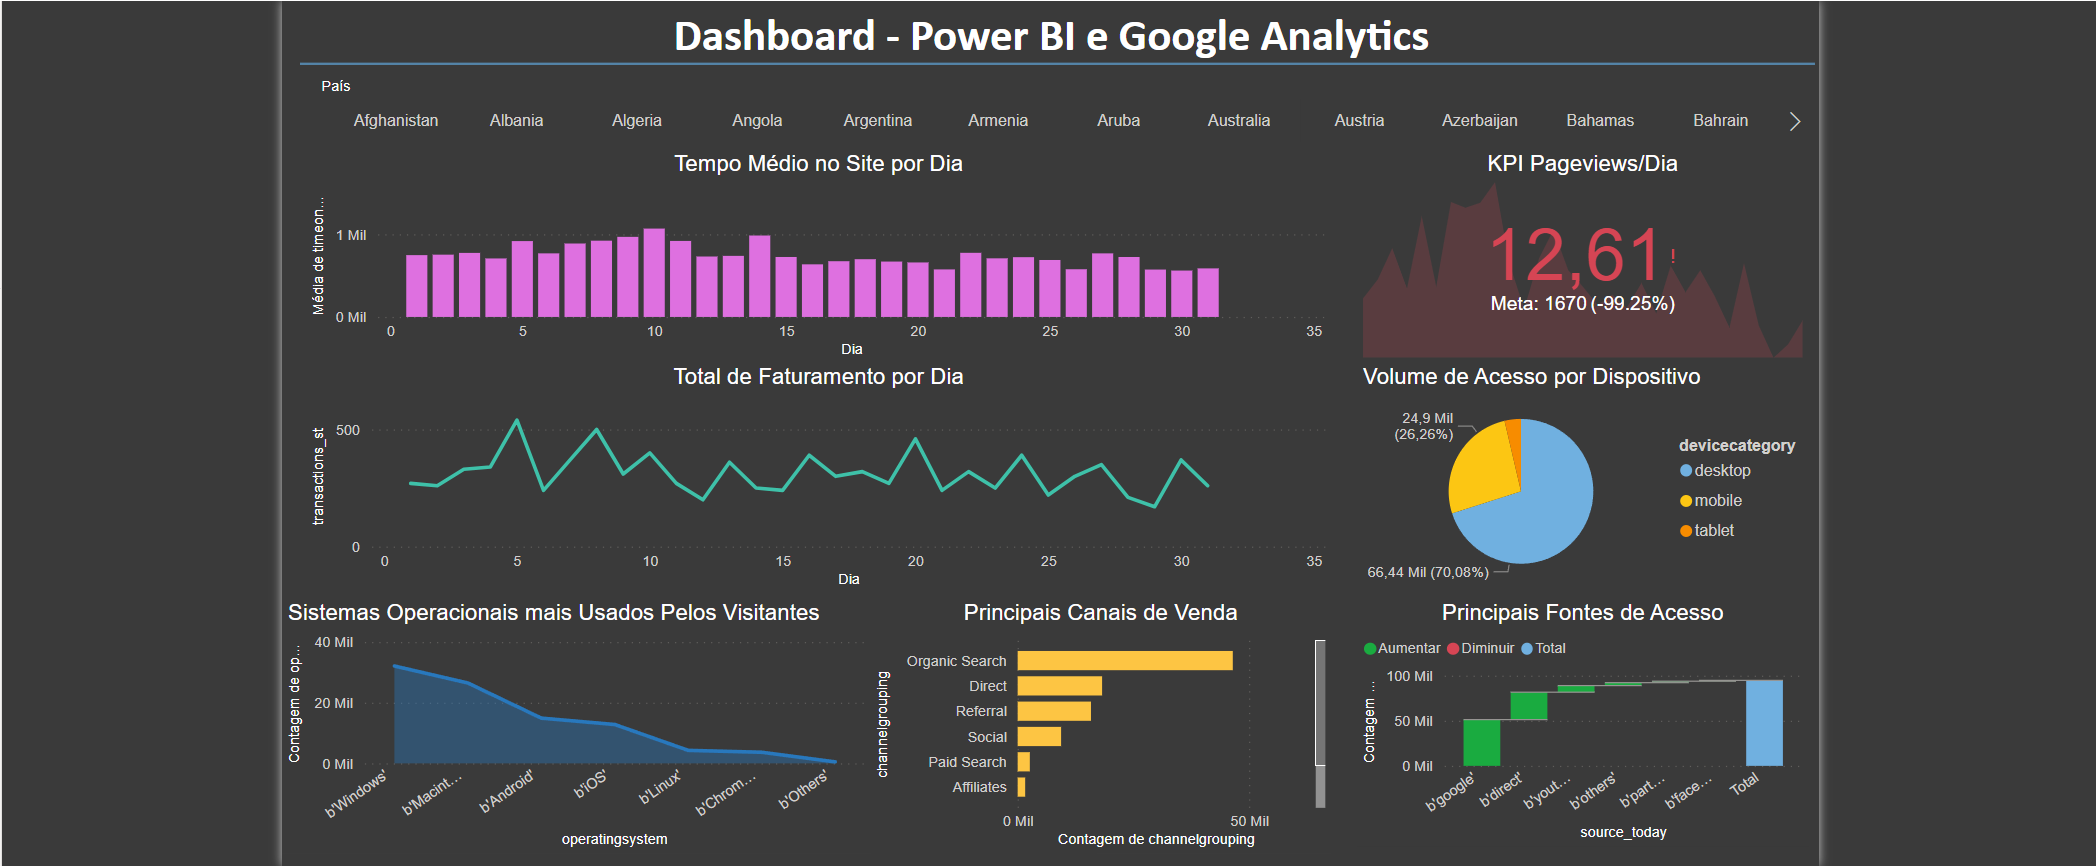 Dashboard - Power BI e Google Analytics
País
Afghanistan Albania Algeria Angola Argentina Armenia Aruba Australia Austria Azerbaijan Bahamas Bahrain
Tempo Médio no Site por Dia
Média de timeon...
1 Mil
0 Mil
0 5 10 15 20 25 30 35
Dia
KPI Pageviews/Dia
12,61!
Meta: 1670 (-99.25%)
Total de Faturamento por Dia
transactions_st
500
0
0 5 10 15 20 25 30 35
Dia
Volume de Acesso por Dispositivo
24,9 Mil
(26,26%)
66,44 Mil (70,08%)
devicecategory
desktop
mobile
tablet
Sistemas Operacionais mais Usados Pelos Visitantes
Contagem de op...
40 Mil
20 Mil
0 Mil
b'Windows' b'Macint... b'Android' b'iOS' b'Linux' b'Chrom... b'Others'
operatingsystem
Principais Canais de Venda
channelgrouping
Organic Search
Direct
Referral
Social
Paid Search
Affiliates
0 Mil 50 Mil
Contagem de channelgrouping
Principais Fontes de Acesso
Aumentar Diminuir Total
Contagem ...
100 Mil
50 Mil
0 Mil
b'google' b'direct' b'yout... b'others' b'part... b'face... Total
source_today